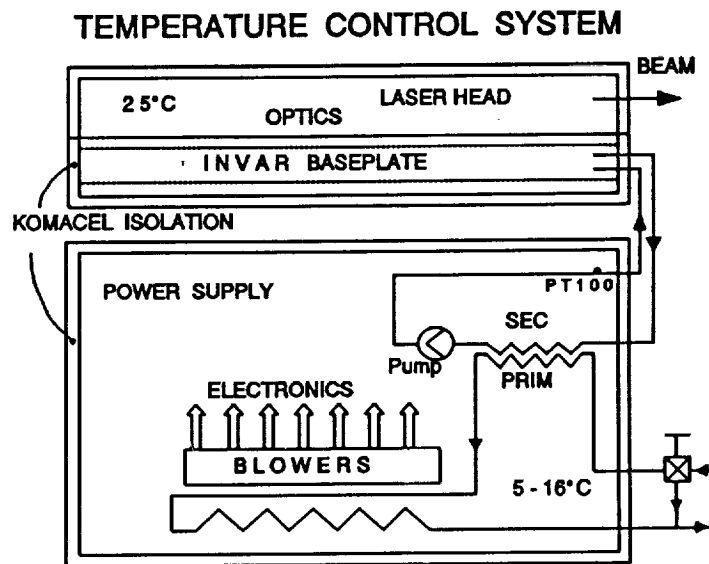 TEMPERATURE CONTROL SYSTEM
BEAM
25°C
LASER HEAD
OPTICS
INVAR BASEPLATE
KOMACEL ISOLATION
POWER SUPPLY
PT100
SEC
Pump
PRIM
ELECTRONICS
BLOWERS
5-16°C